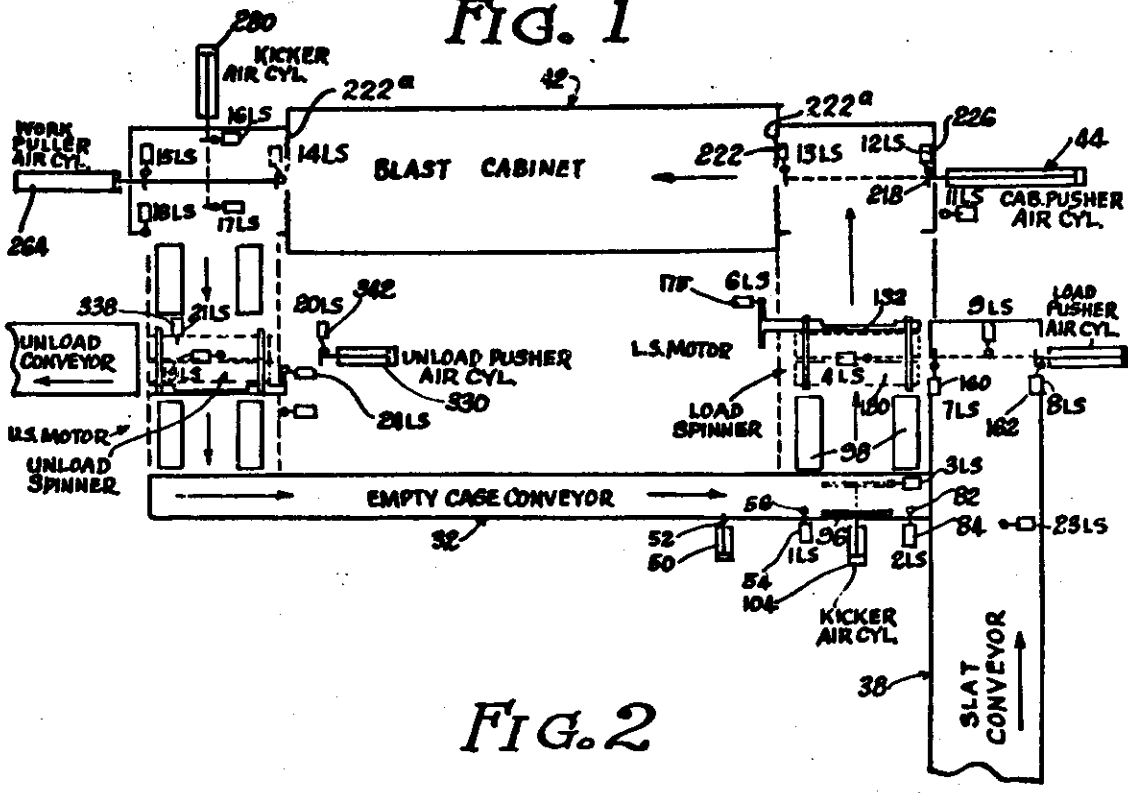 FIG. 1
280
KICKER
AIR CYL.
42
222a
222a
16LS
WORK
PULLER
AIR CYL.
15LS
14LS
BLAST CABINET
222
13LS
12LS
226
44
218
11LS
CAB. PUSHER
AIR CYL.
264
18LS
17LS
6LS
338
21LS
20LS
342
132
9LS
LOAD
PUSHER
AIR CYL.
UNLOAD
CONVEYOR
UNLOAD PUSHER
AIR CYL.
330
L.S. MOTOR
4LS
180
160
7LS
162
8LS
LOAD
SPINNER
U.S. MOTOR
UNLOAD
SPINNER
98
3LS
EMPTY CASE CONVEYOR
32
52
50
56
54
1LS
96
104
82
84
2LS
23LS
KICKER
AIR CYL.
38
SLAT
CONVEYOR
FIG. 2